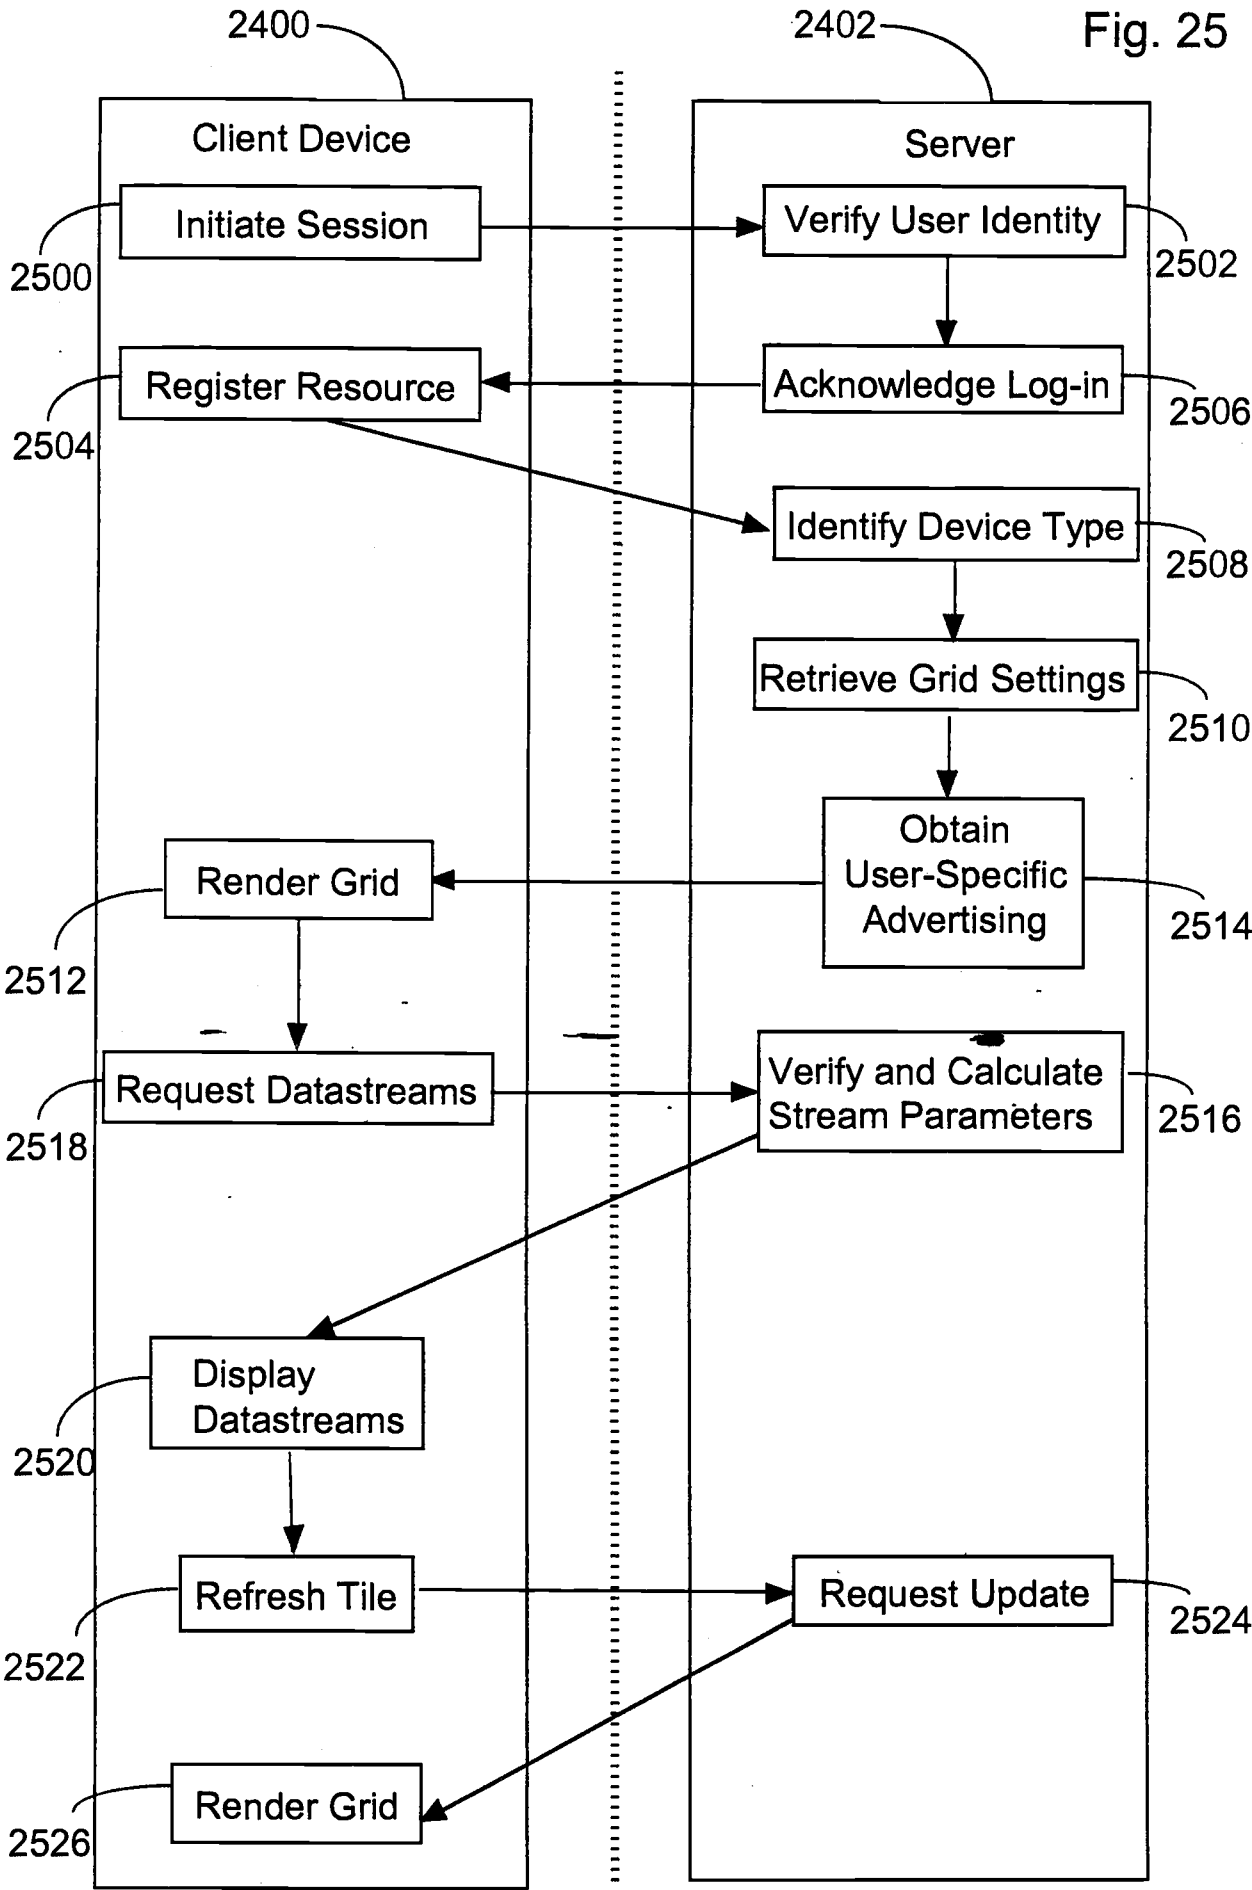 2400
2402
Fig. 25
Client Device
Server
Initiate Session
Verify User Identity
2500
2502
Register Resource
Acknowledge Log-in
2504
2506
Identify Device Type
2508
Retrieve Grid Settings
2510
Obtain
User-Specific
Advertising
Render Grid
2514
2512
Verify and Calculate
Stream Parameters
Request Datastreams
2516
2518
Display
Datastreams
2520
Refresh Tile
Request Update
2524
2522
Render Grid
2526